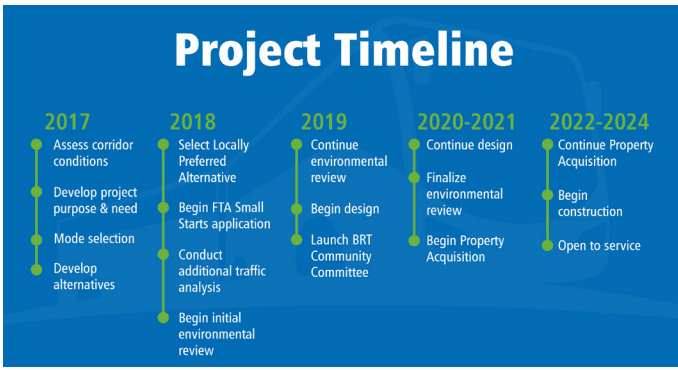 Project Timeline
2017
Assess corridor
conditions
Develop project
purpose & need
Mode selection
Develop
alternatives
2018
Select Locally
Preferred
Alternative
Begin FTA Small
Starts application
Conduct
additional traffic
analysis
Begin initial
environmental
review
2019
Continue
environmental
review
Begin design
Launch BRT
Community
Committee
2020-2021
Continue design
Finalize
environmental
review
Begin Property
Acquisition
2022-2024
Continue Property
Acquisition
Begin
construction
Open to service